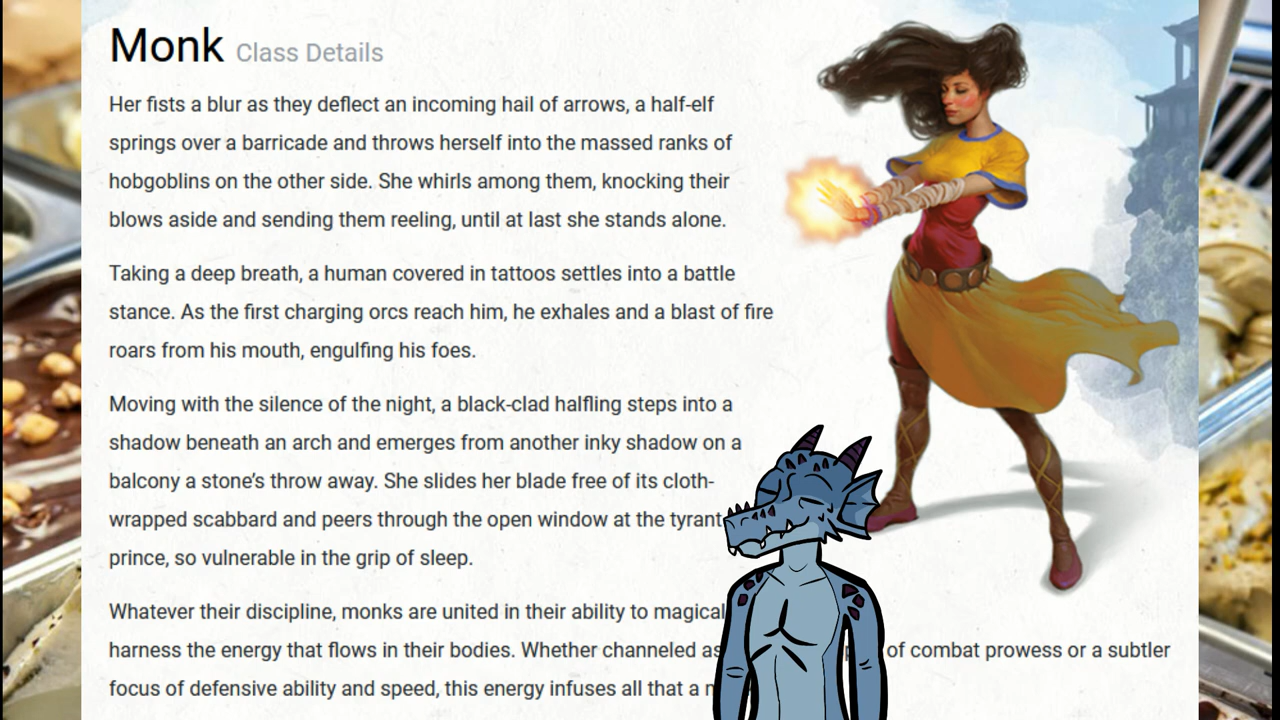 Monk Class Details
Her fists a blur as they deflect an incoming hail of arrows, a half-elf
springs over a barricade and throws herself into the massed ranks of
hobgoblins on the other side. She whirls among them, knocking their
blows aside and sending them reeling, until at last she stands alone.
Taking a deep breath, a human covered in tattoos settles into a battle
stance. As the first charging orcs reach him, he exhales and a blast of fire
roars from his mouth, engulfing his foes.
Moving with the silence of the night, a black-clad halfling steps into a
shadow beneath an arch and emerges from another inky shadow on a
balcony a stone’s throw away. She slides her blade free of its cloth-
wrapped scabbard and peers through the open window at the tyrant
prince, so vulnerable in the grip of sleep.
Whatever their discipline, monks are united in their ability to
harness the energy that flows in their bodies. Whether channeled as of combat prowess or a subtler
focus of defensive ability and speed, this energy infuses all that a